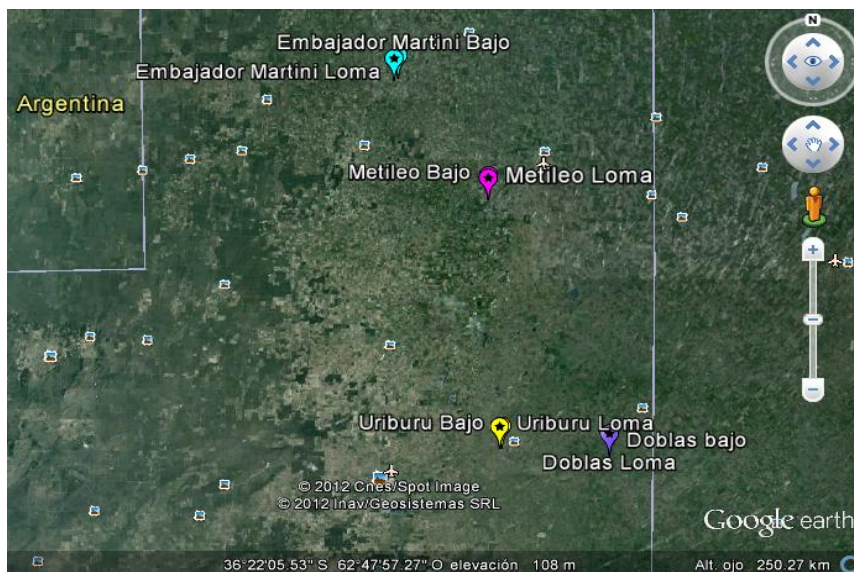 N
Embajador Martini Bajo
Embajador Martini Loma
Argentina
Metileo Bajo
Metileo Loma
Uriburu Bajo
Uriburu Loma
Doblas bajo
Doblas Loma
© 2012 Cnes/Spot Image
© 2012 Inav/Geosistemas SRL
Google earth
36°22'05.53" S 62°47'57.27" O elevación 108 m
Alt. ojo 250.27 km